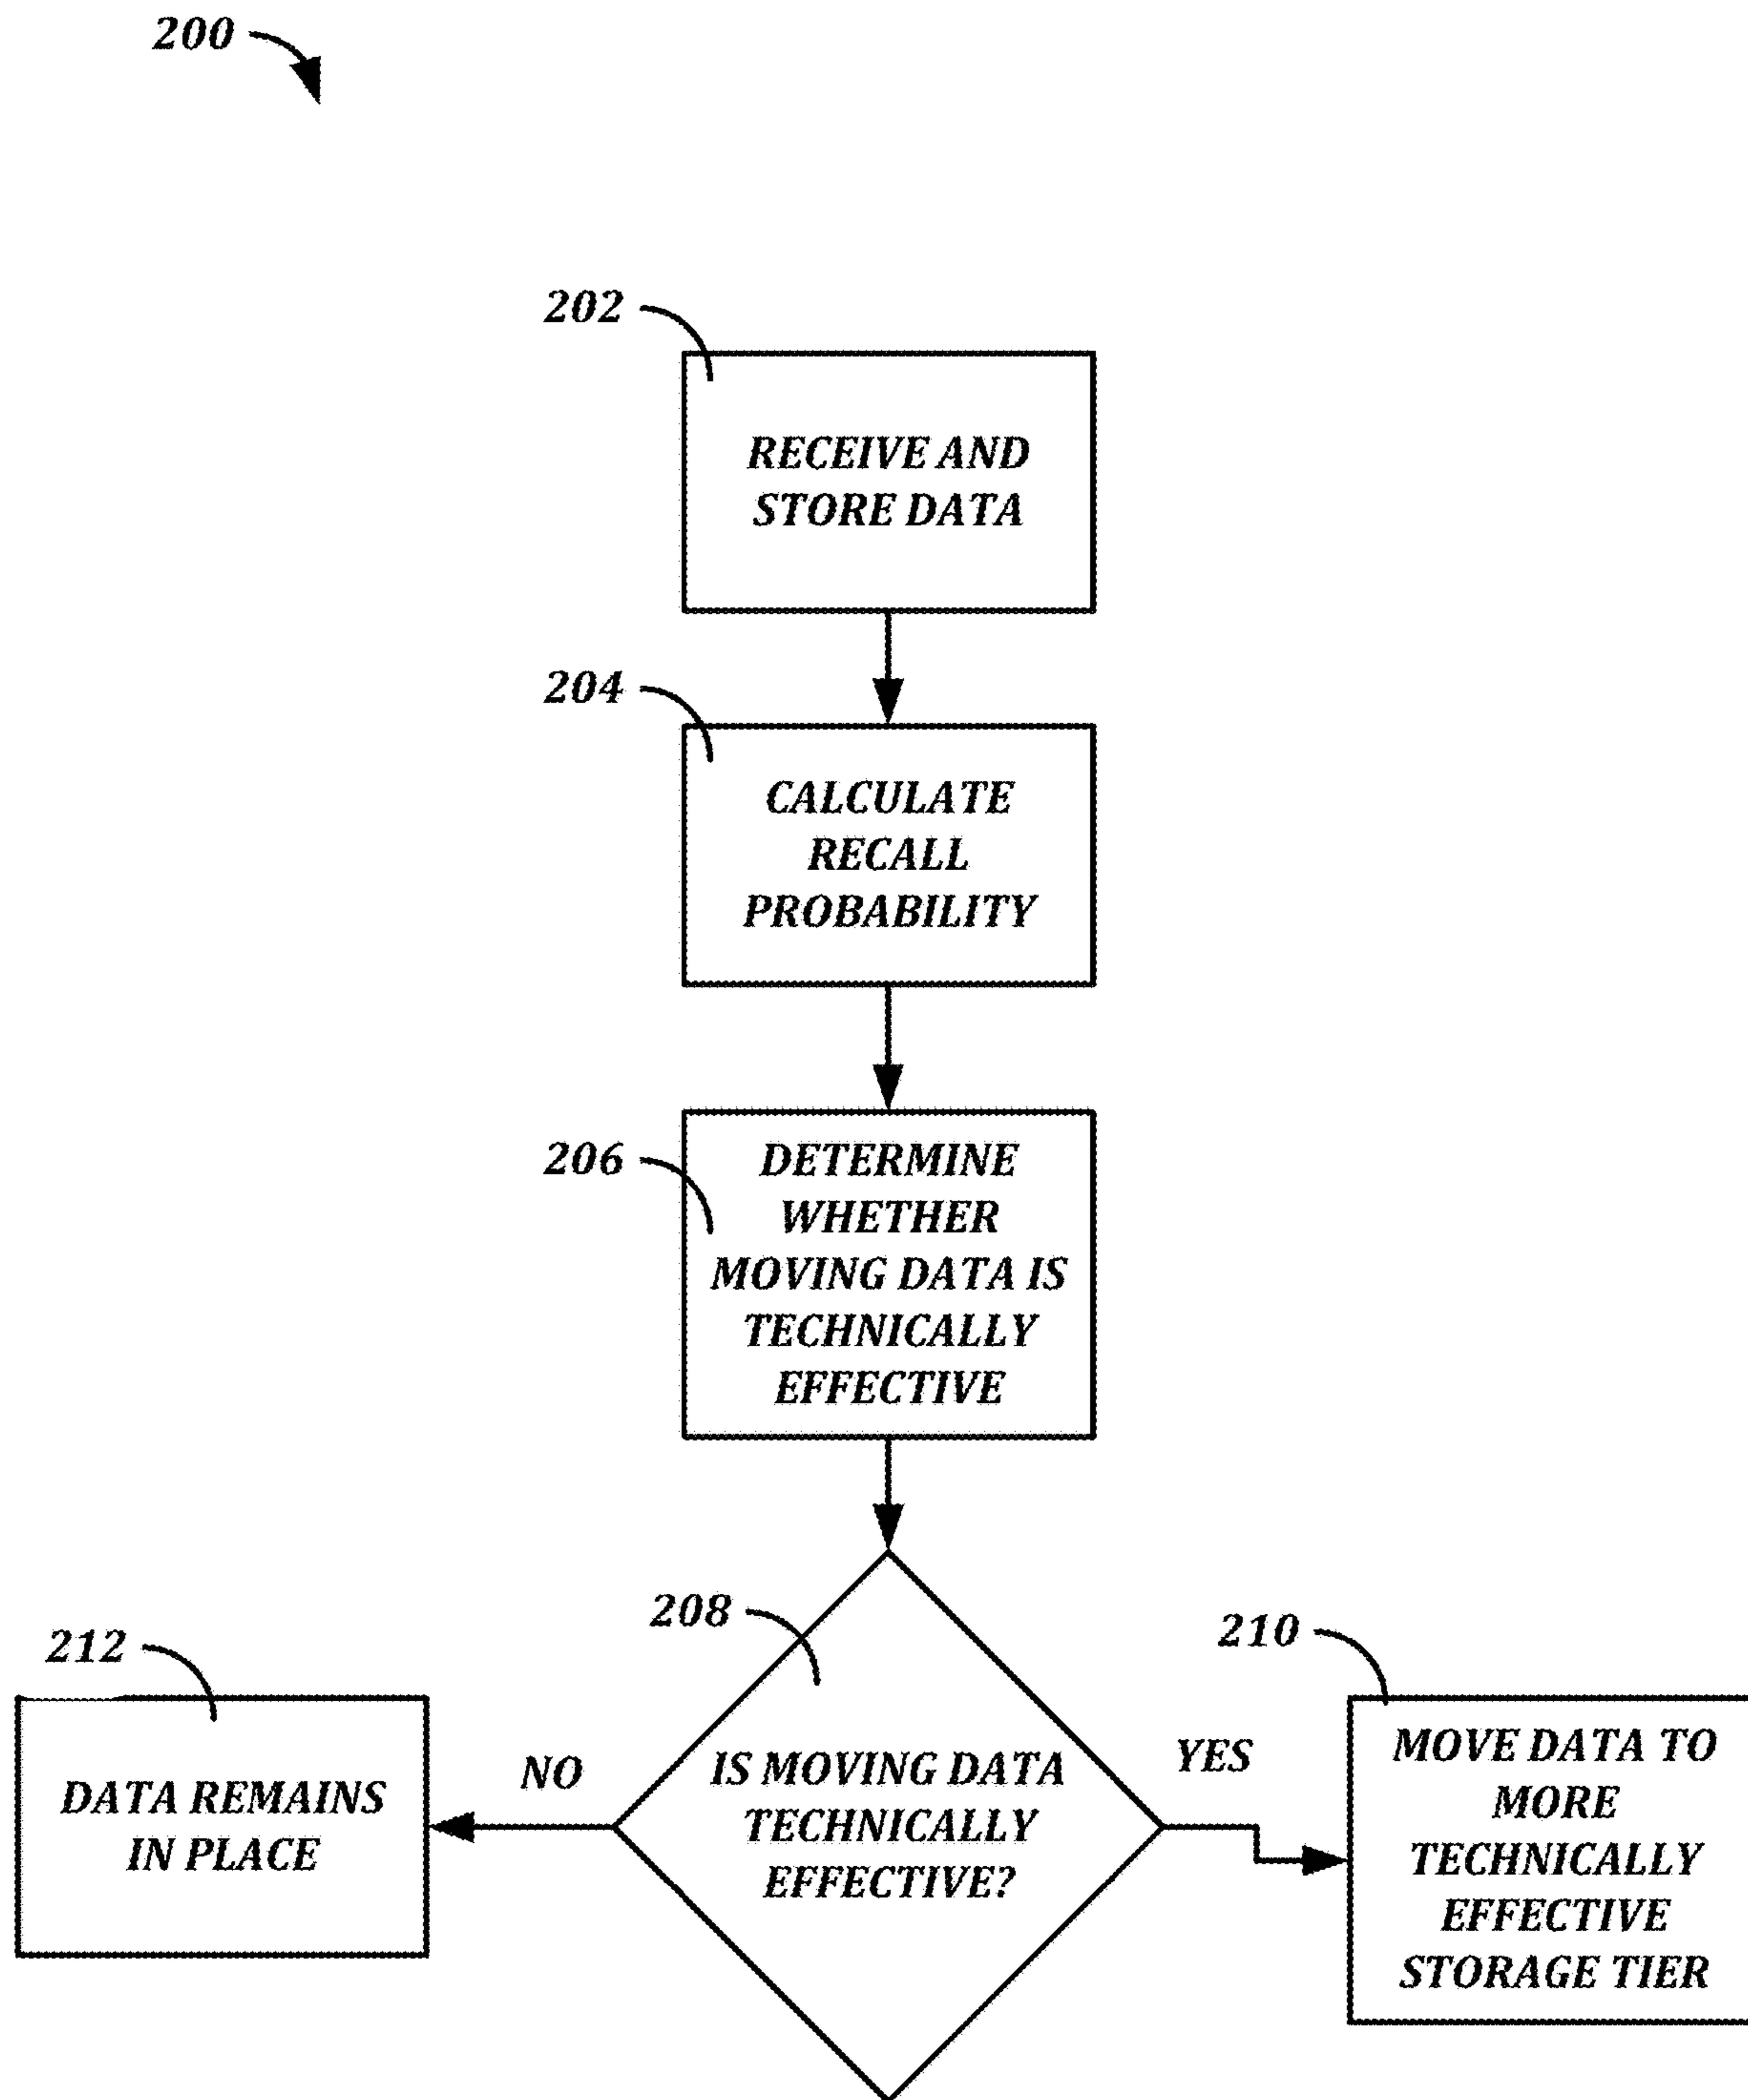 200
202
RECEIVE AND
STORE DATA
204
CALCULATE
RECALL
PROBABILITY
206
DETERMINE
WHETHER
MOVING DATA IS
TECHNICALLY
EFFECTIVE
208
IS MOVING DATA
TECHNICALLY
EFFECTIVE?
NO
212
DATA REMAINS
IN PLACE
YES
210
MOVE DATA TO
MORE
TECHNICALLY
EFFECTIVE
STORAGE TIER